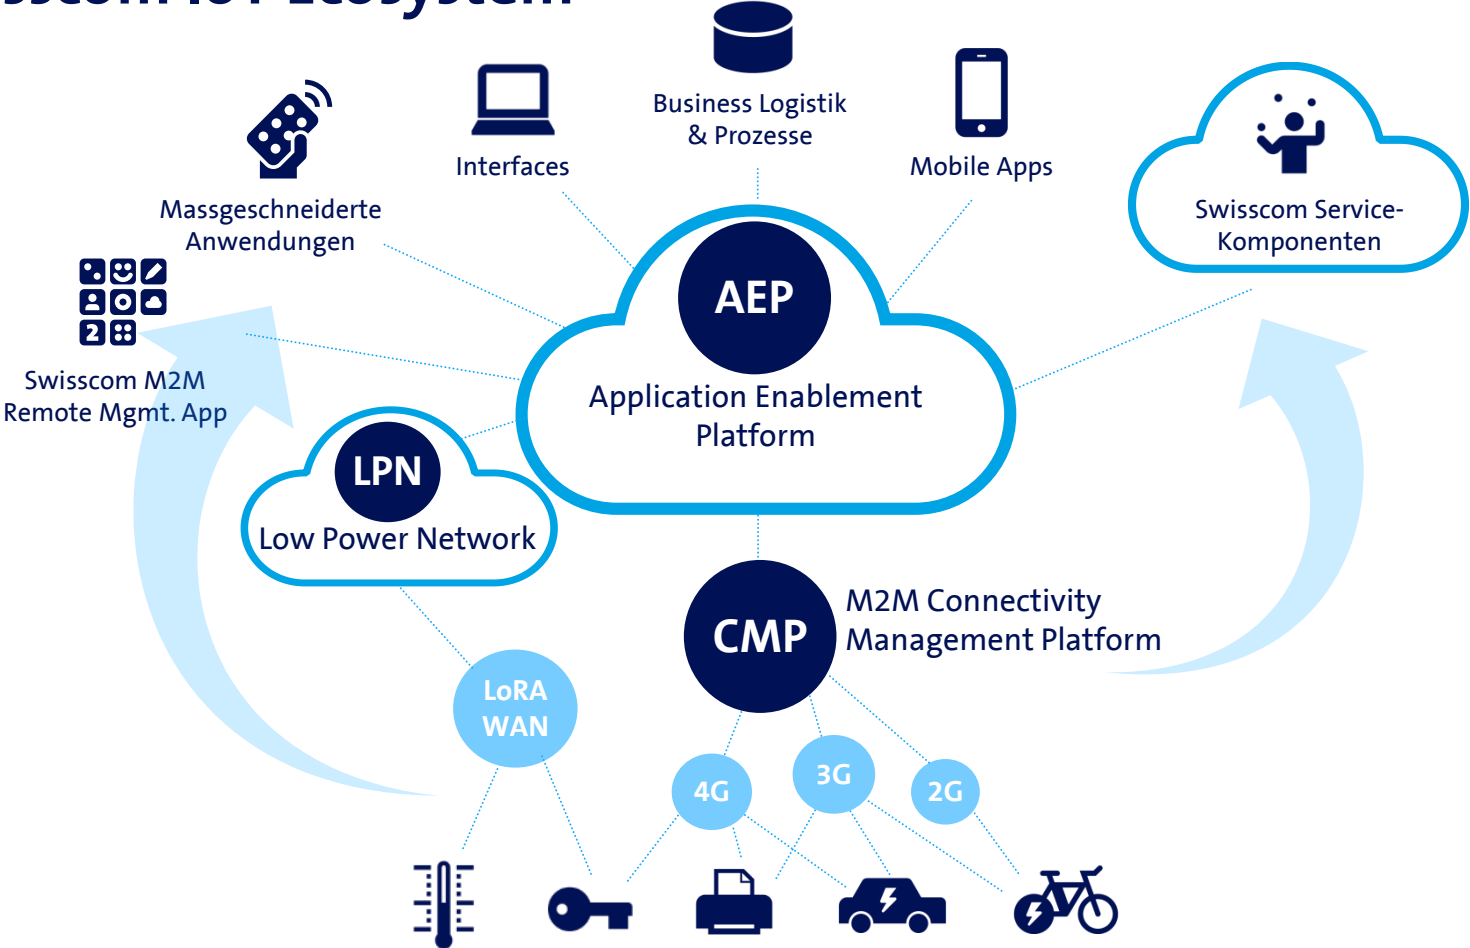 Ecosystem
Business Logistik
& Prozesse
Interfaces
Mobile Apps
Massgeschneiderte
Anwendungen
Swisscom Service-
Komponenten
AEP
Application Enablement
Platform
2
Swisscom M2M
Remote Mgmt. App
LPN
Low Power Network
CMP
M2M Connectivity
Management Platform
LoRA
WAN
4G
3G
2G